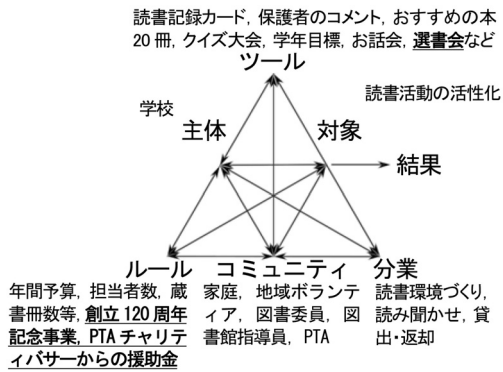 読書記録カード, 保護者のコメント, おすすめの本
20 冊, クイズ大会, 学年目標, お話会, 選書会など
ツール
読書活動の活性化
学校
主体
対象
結果
ルール
コミュニティ
分業
年間予算, 担当者数, 蔵
書冊数等, 創立 120 周年
記念事業, PTA チャリテ
ィバサーからの援助金
家庭, 地域ボランテ
ィア, 図書委員, 図
書館指導員, PTA
読書環境づくり,
読み聞かせ, 貸
出・返却